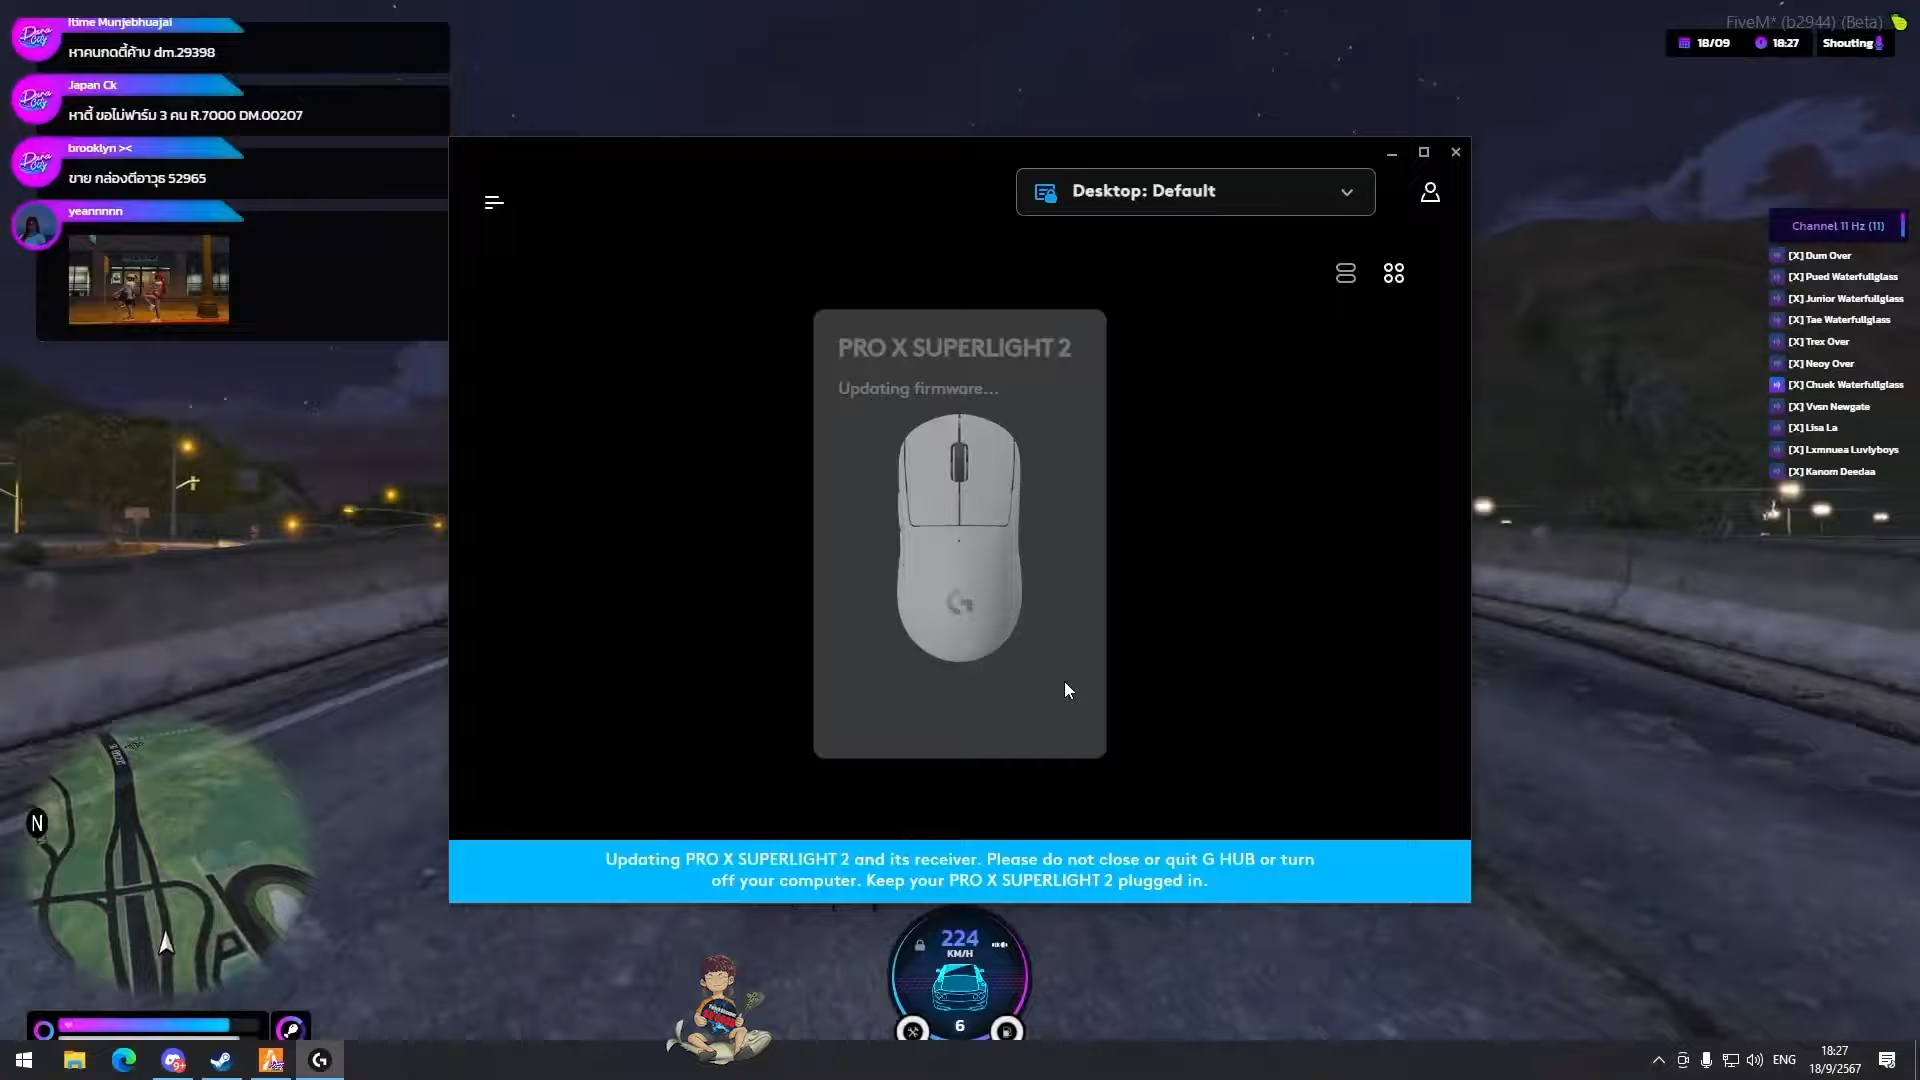 Itime Munjebhuajai
หาคนกดตี้ค้าบ dm.29398
Japan Ck
หาตี้ ขอไม่ฟาร์ม 3 คน R.7000 DM.00207
brooklyn ><
ขาย กล่องตีอาวุธ 52965
yeannnnn
FiveM* (b2944) (Beta)
18/09
18:27
Shouting
Desktop: Default
PRO X SUPERLIGHT 2
Updating firmware...
Channel 11 Hz (11)
[X] Dum Over
[X] Pued Waterfullglass
[X] Junior Waterfullglass
[X] Tae Waterfullglass
[X] Trex Over
[X] Neoy Over
[X] Chuek Waterfullglass
[X] Vvsn Newgate
[X] Lisa La
[X] Lxmnuea Luvlyboys
[X] Kanom Deedaa
Updating PRO X SUPERLIGHT 2 and its receiver. Please do not close or quit G HUB or turn
off your computer. Keep your PRO X SUPERLIGHT 2 plugged in.
N
224
KM/H
6
9+
ENG
18:27
18/9/2567